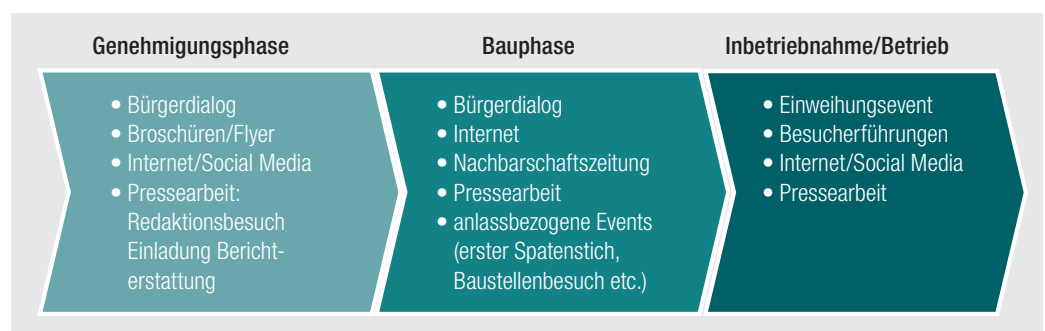 Genehmigungsphase
• Bürgerdialog
• Broschüren/Flyer
• Internet/Social Media
• Pressearbeit:
Redaktionsbesuch
Einladung Bericht-
erstattung
Bauphase
• Bürgerdialog
• Internet
• Nachbarschaftszeitung
• Pressearbeit
• anlassbezogene Events
(erster Spatenstich,
Baustellenbesuch etc.)
Inbetriebnahme/Betrieb
• Einweihungsevent
• Besucherführungen
• Internet/Social Media
• Pressearbeit